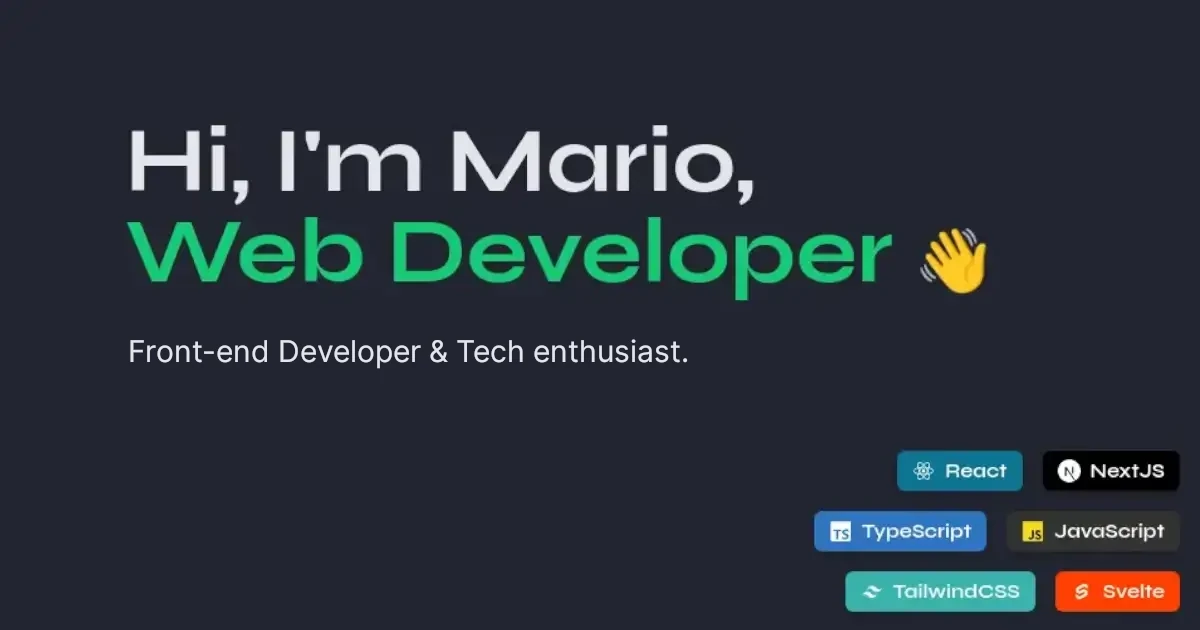 Hi, I'm Mario,
Web Developer 👋
Front-end Developer & Tech enthusiast.
React NextJS
TS TypeScript JS JavaScript
TailwindCSS Svelte